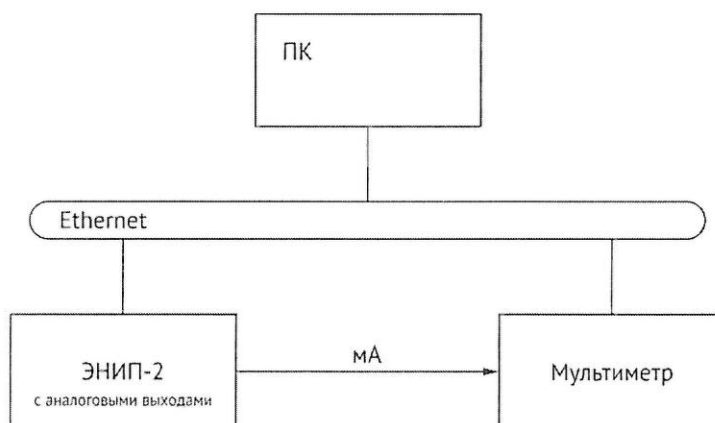 ПК
Ethernet
мА
ЭНИП-2
с аналоговыми выходами
Мультиметр